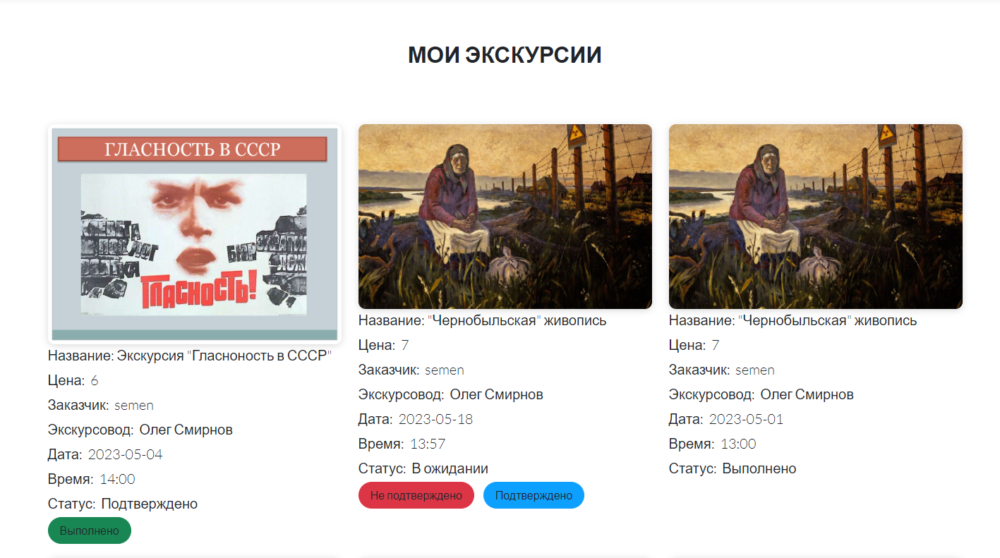 МОИ ЭКСКУРСИИ
ГЛАСНОСТЬ В СССР
БЮР
ЛОЖ
ГЛАСНОСТЬ!
Название: Экскурсия "Гласноность в СССР"
Цена: 6
Заказчик: semen
Экскурсовод: Олег Смирнов
Дата: 2023-05-04
Время: 14:00
Статус: Подтверждено
Выполнено
Название: "Чернобыльская" живопись
Цена: 7
Заказчик: semen
Экскурсовод: Олег Смирнов
Дата: 2023-05-18
Время: 13:57
Статус: В ожидании
Не подтверждено
Подтверждено
Название: "Чернобыльская" живопись
Цена: 7
Заказчик: semen
Экскурсовод: Олег Смирнов
Дата: 2023-05-01
Время: 13:00
Статус: Выполнено